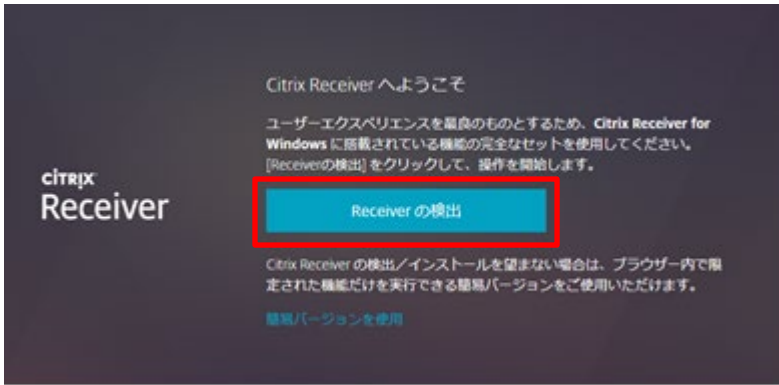 Citrix Receiver へようこそ
ユーザーエクスペリエンスを最良のものとするため、Citrix Receiver for
Windows に搭載されている機能の完全なセットを使用してください。
[Receiverの検出] をクリックして、操作を開始します。
CİTRIX
Receiver
Receiver の検出
Citrix Receiver の検出／インストールを望まない場合は、ブラウザー内で限
定された機能だけを実行できる簡易バージョンをご使用いただけます。
簡易バージョンを使用